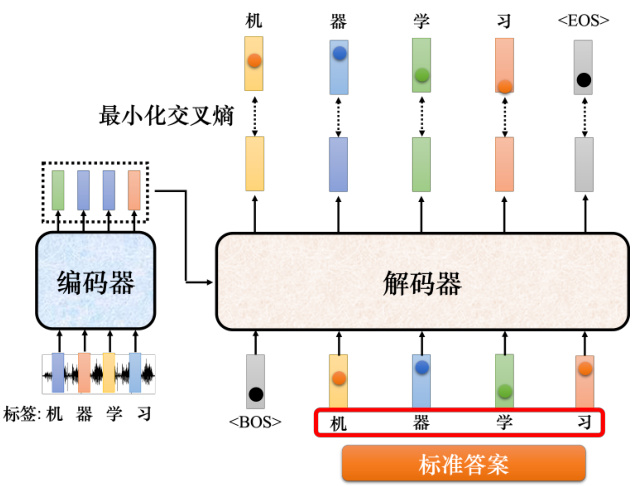 机 器 学 习 <EOS>
最小化交叉熵
编码器
解码器
标签: 机 器 学 习
<BOS>
机 器 学 习
标准答案